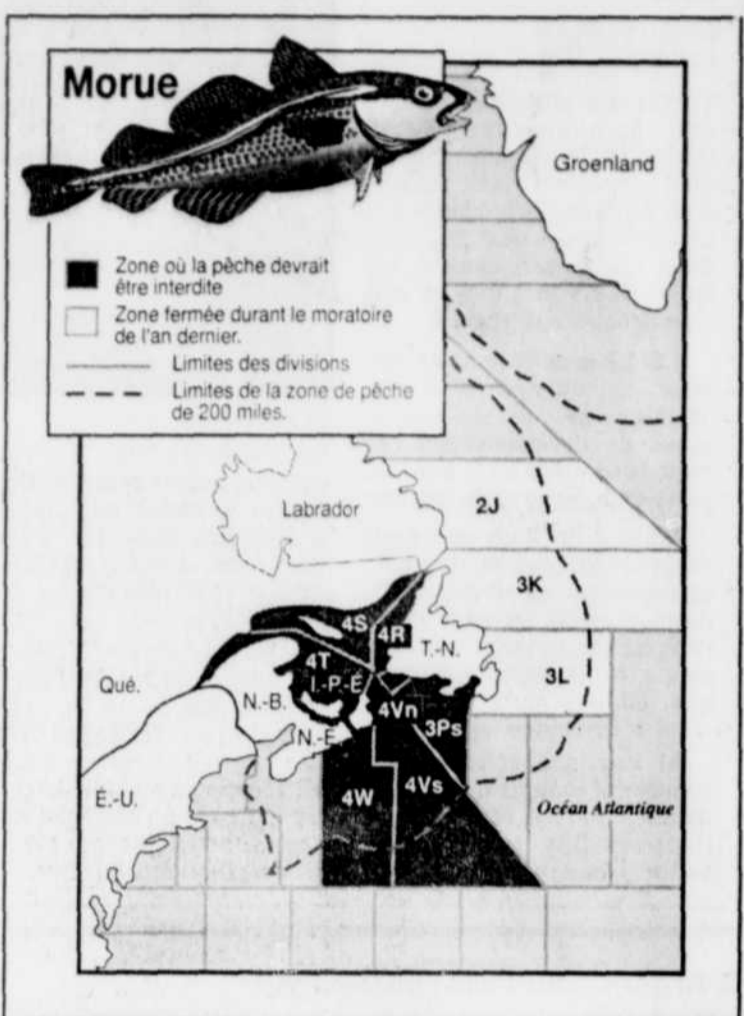 Morue
Groenland
Zone où la pêche devrait
être interdite
Zone fermée durant le moratoire
de l'an dernier.
Limites des divisions
Limites de la zone de pêche
de 200 miles.
Labrador
2J
3K
4S
4R
T.-N.
3L
4T
Î.-P.-É
Qué.
N.-B.
4Vn
3Ps
N.-É.
É.-U.
4W
4Vs
Océan Atlantique